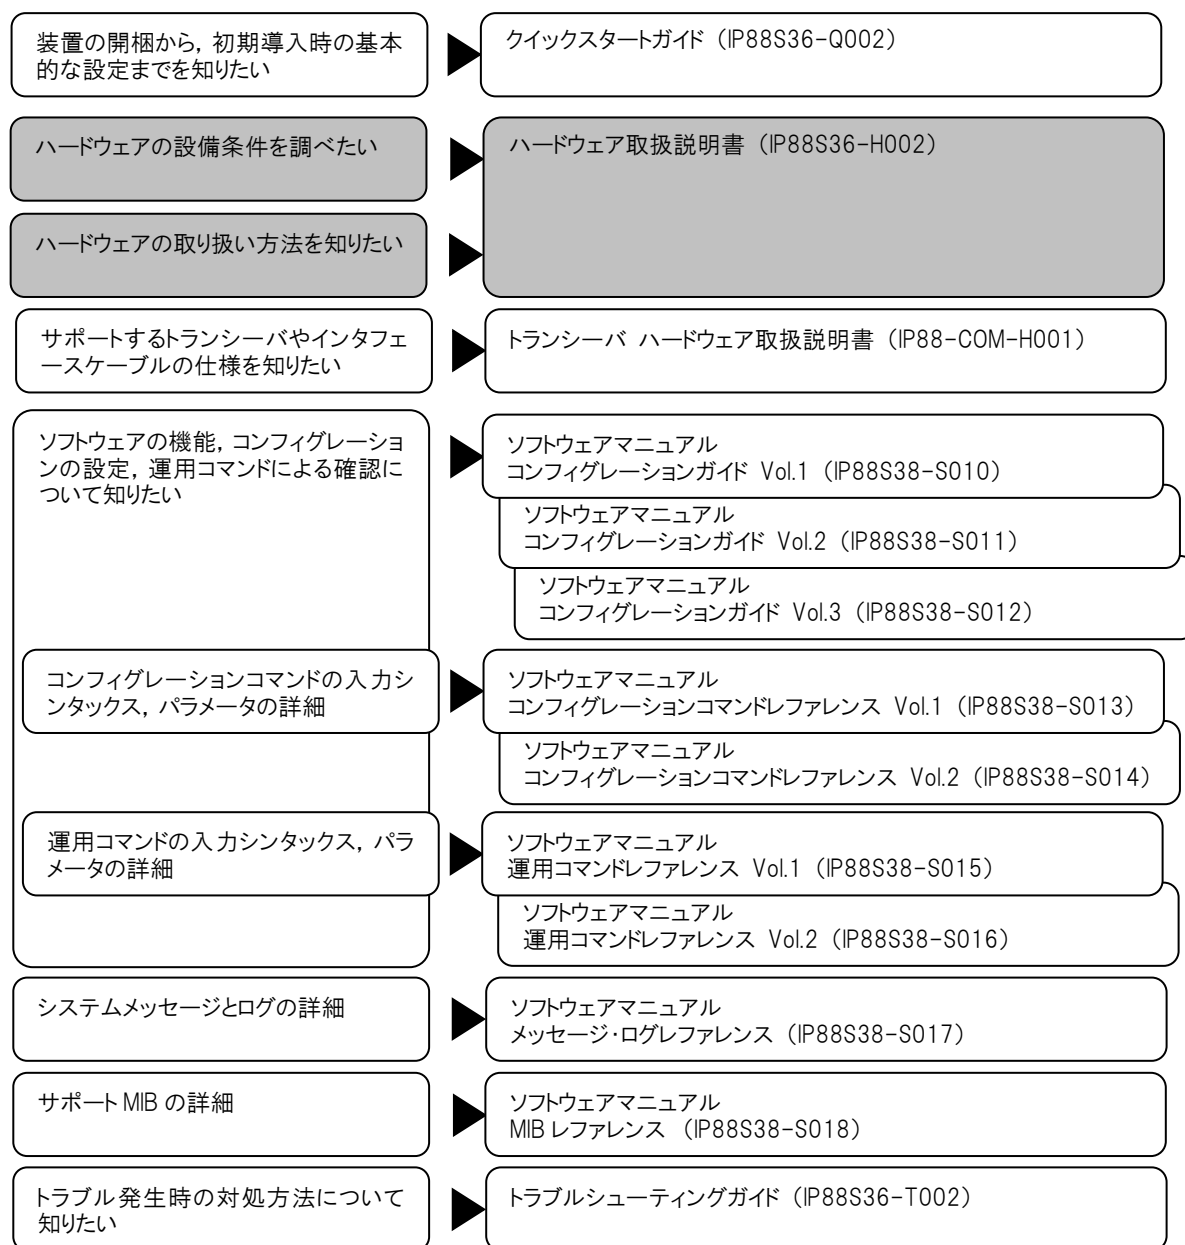 装置の開梱から，初期導入時の基本
的な設定までを知りたい
クイックスタートガイド（IP88S36-Q002）
ハードウェアの設備条件を調べたい
ハードウェア取扱説明書（IP88S36-H002）
ハードウェアの取り扱い方法を知りたい
サポートするトランシーバやインタフェ
ースケーブルの仕様を知りたい
トランシーバ ハードウェア取扱説明書（IP88-COM-H001）
ソフトウェアの機能，コンフィグレーショ
ンの設定，運用コマンドによる確認に
ついて知りたい
ソフトウェアマニュアル
コンフィグレーションガイド Vol.1（IP88S38-S010）
ソフトウェアマニュアル
コンフィグレーションガイド Vol.2（IP88S38-S011）
ソフトウェアマニュアル
コンフィグレーションガイド Vol.3（IP88S38-S012）
コンフィグレーションコマンドの入力シ
ンタックス，パラメータの詳細
ソフトウェアマニュアル
コンフィグレーションコマンドレファレンス Vol.1（IP88S38-S013）
ソフトウェアマニュアル
コンフィグレーションコマンドレファレンス Vol.2（IP88S38-S014）
運用コマンドの入力シンタックス，パラ
メータの詳細
ソフトウェアマニュアル
運用コマンドレファレンス Vol.1（IP88S38-S015）
ソフトウェアマニュアル
運用コマンドレファレンス Vol.2（IP88S38-S016）
システムメッセージとログの詳細
ソフトウェアマニュアル
メッセージ・ログレファレンス（IP88S38-S017）
サポート MIB の詳細
ソフトウェアマニュアル
MIB レファレンス （IP88S38-S018）
トラブル発生時の対処方法について
知りたい
トラブルシューティングガイド（IP88S36-T002）